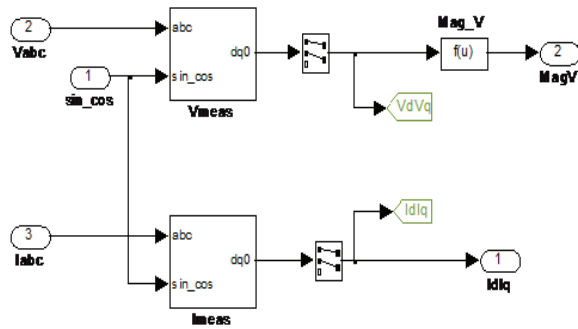 2
Vabc
1
sin_cos
abc
sin_cos
dq0
Vmeas
Mag_V
f(u)
2
MagV
VdVq
3
Iabc
abc
sin_cos
dq0
Imeas
IdIq
1
IdIq